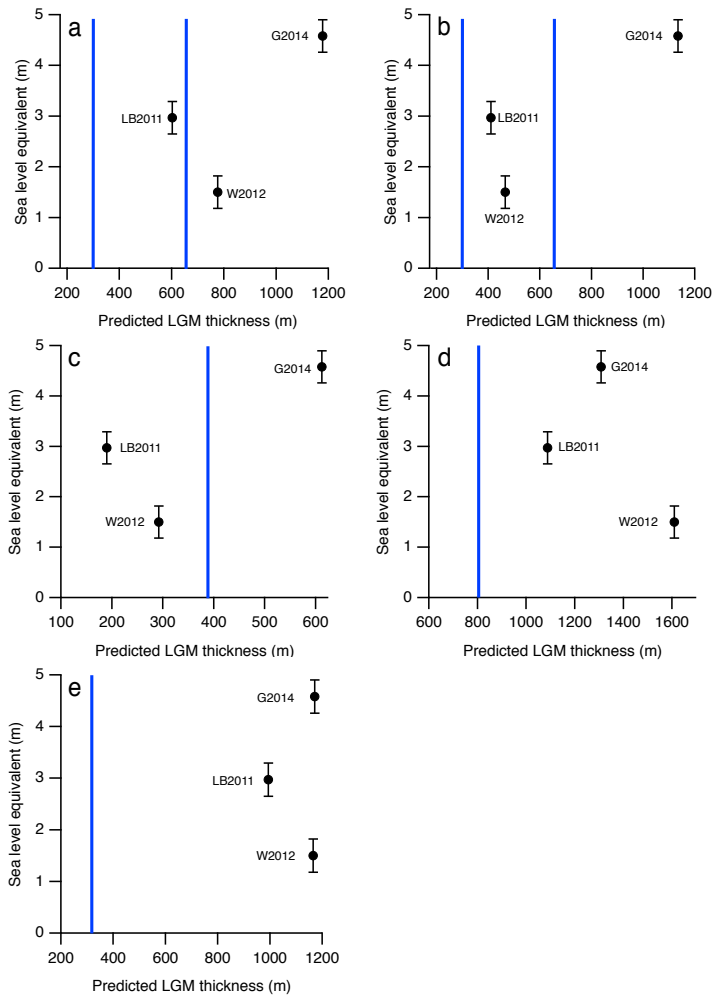 a
Sea level equivalent (m)
5
4
3
2
1
0
G2014
LB2011
W2012
200 400 600 800 1000 1200
Predicted LGM thickness (m)
b
Sea level equivalent (m)
5
4
3
2
1
0
G2014
LB2011
W2012
200 400 600 800 1000 1200
Predicted LGM thickness (m)
c
Sea level equivalent (m)
5
4
3
2
1
0
G2014
LB2011
W2012
100 200 300 400 500 600
Predicted LGM thickness (m)
d
Sea level equivalent (m)
5
4
3
2
1
0
G2014
LB2011
W2012
600 800 1000 1200 1400 1600
Predicted LGM thickness (m)
e
Sea level equivalent (m)
5
4
3
2
1
0
G2014
LB2011
W2012
200 400 600 800 1000 1200
Predicted LGM thickness (m)